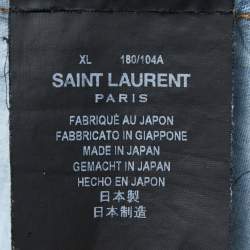 XL 180/104A
SAINT LAURENT
PARIS
FABRIQUÉ AU JAPON
FABBRICATO IN GIAPPONE
MADE IN JAPAN
GEMACHT IN JAPAN
HECHO EN JAPON
日本製
日本制造